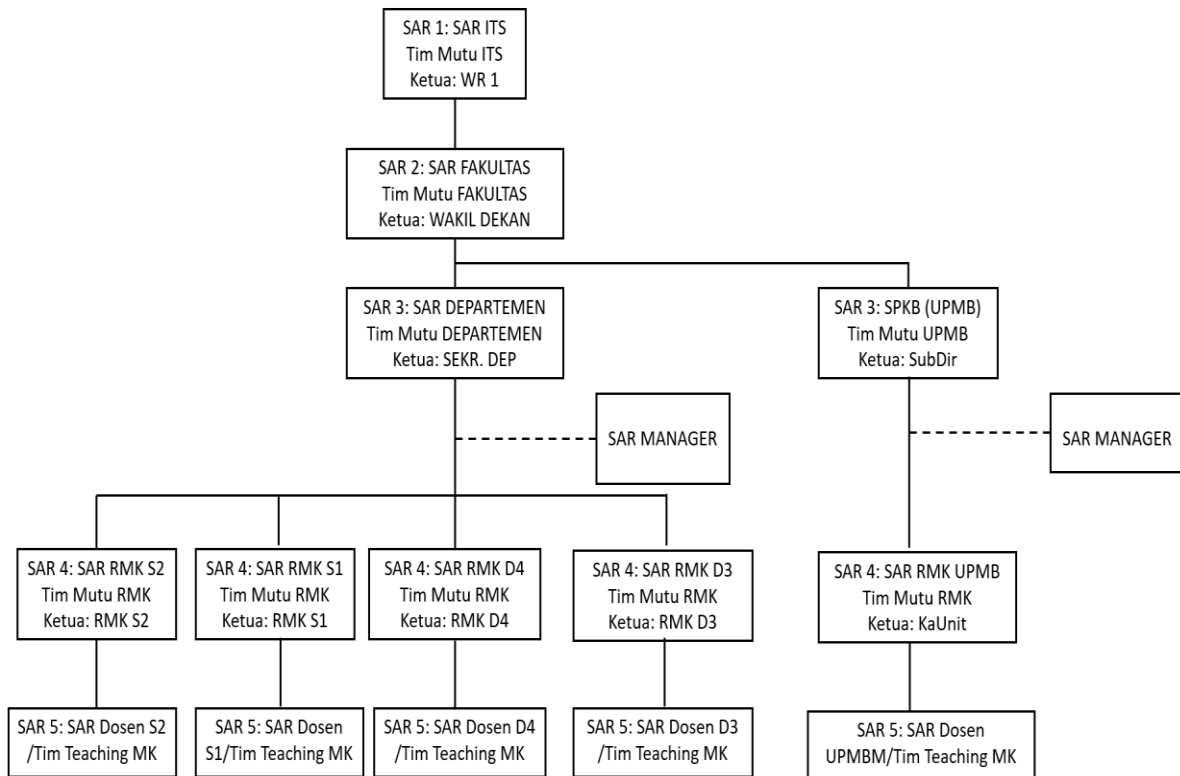 SAR 1: SAR ITS
Tim Mutu ITS
Ketua: WR 1
SAR 2: SAR FAKULTAS
Tim Mutu FAKULTAS
Ketua: WAKIL DEKAN
SAR 3: SAR DEPARTEMEN
Tim Mutu DEPARTEMEN
Ketua: SEKR. DEP
SAR 3: SPKB (UPMB)
Tim Mutu UPMB
Ketua: SubDir
SAR MANAGER
SAR MANAGER
SAR 4: SAR RMK S2
Tim Mutu RMK
Ketua: RMK S2
SAR 4: SAR RMK S1
Tim Mutu RMK
Ketua: RMK S1
SAR 4: SAR RMK D4
Tim Mutu RMK
Ketua: RMK D4
SAR 4: SAR RMK D3
Tim Mutu RMK
Ketua: RMK D3
SAR 4: SAR RMK UPMB
Tim Mutu RMK
Ketua: KaUnit
SAR 5: SAR Dosen S2
/Tim Teaching MK
SAR 5: SAR Dosen
S1/Tim Teaching MK
SAR 5: SAR Dosen D4
/Tim Teaching MK
SAR 5: SAR Dosen D3
/Tim Teaching MK
SAR 5: SAR Dosen
UPMBM/Tim Teaching MK